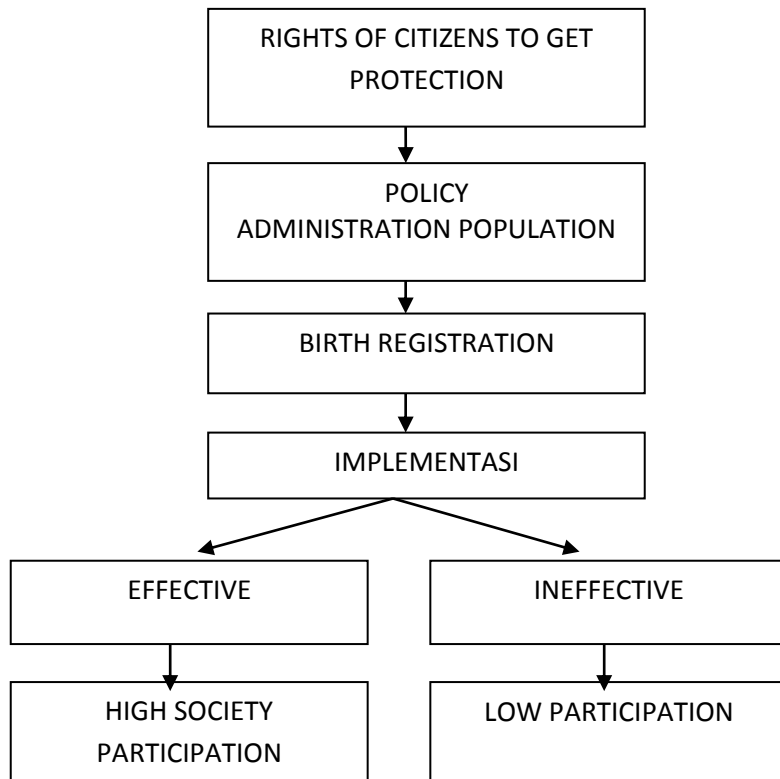 RIGHTS OF CITIZENS TO GET
PROTECTION
POLICY
ADMINISTRATION POPULATION
BIRTH REGISTRATION
IMPLEMENTASI
EFFECTIVE
INEFFECTIVE
HIGH SOCIETY
PARTICIPATION
LOW PARTICIPATION